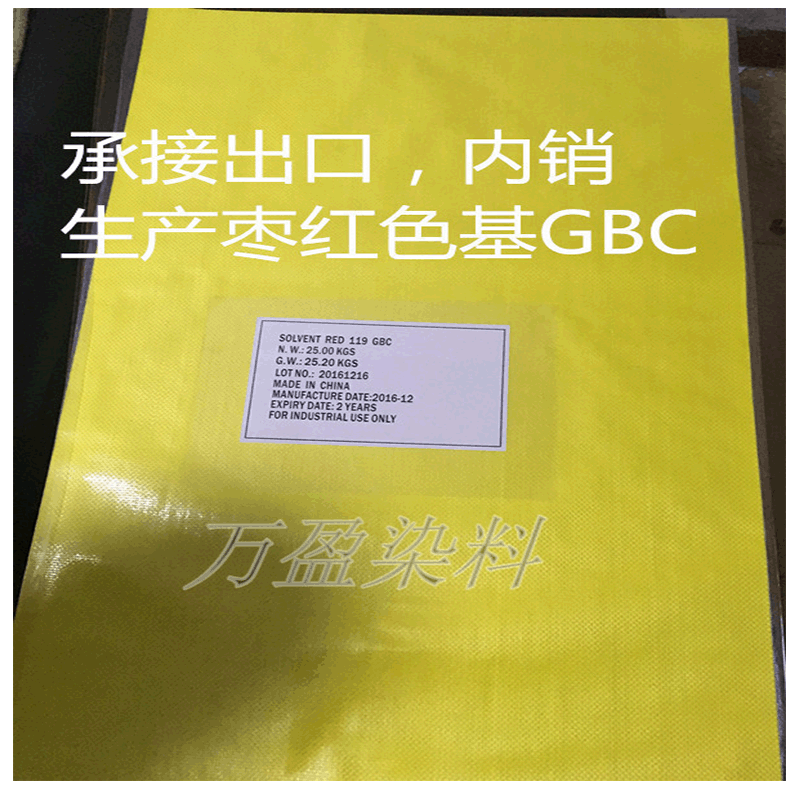 承接出口，内销
生产枣红色基GBC
SOLVENT RED 119 GBC
N. W.: 25.00 KGS
G.W.: 25.20 KGS
LOT NO.: 20161216
MADE IN CHINA
MANUFACTURE DATE:2016-12
EXPIRY DATE: 2 YEARS
FOR INDUSTRIAL USE ONLY
万盈染料